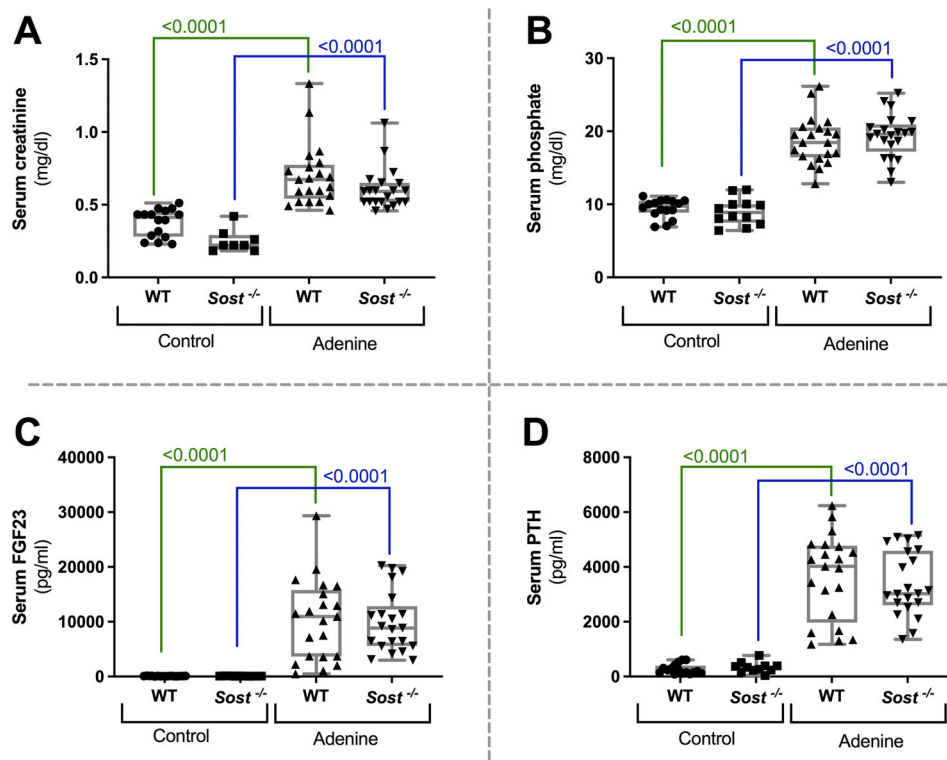 A
<0.0001
<0.0001
Serum creatinine
(mg/dl)
1.5
1.0
0.5
0.0
WT
Sost -/-
WT
Sost -/-
Control
Adenine
B
<0.0001
<0.0001
Serum phosphate
(mg/dl)
30
20
10
0
WT
Sost -/-
WT
Sost -/-
Control
Adenine
C
<0.0001
<0.0001
Serum FGF23
(pg/ml)
40000
30000
20000
10000
0
WT
Sost -/-
WT
Sost -/-
Control
Adenine
D
<0.0001
<0.0001
Serum PTH
(pg/ml)
8000
6000
4000
2000
0
WT
Sost -/-
WT
Sost -/-
Control
Adenine